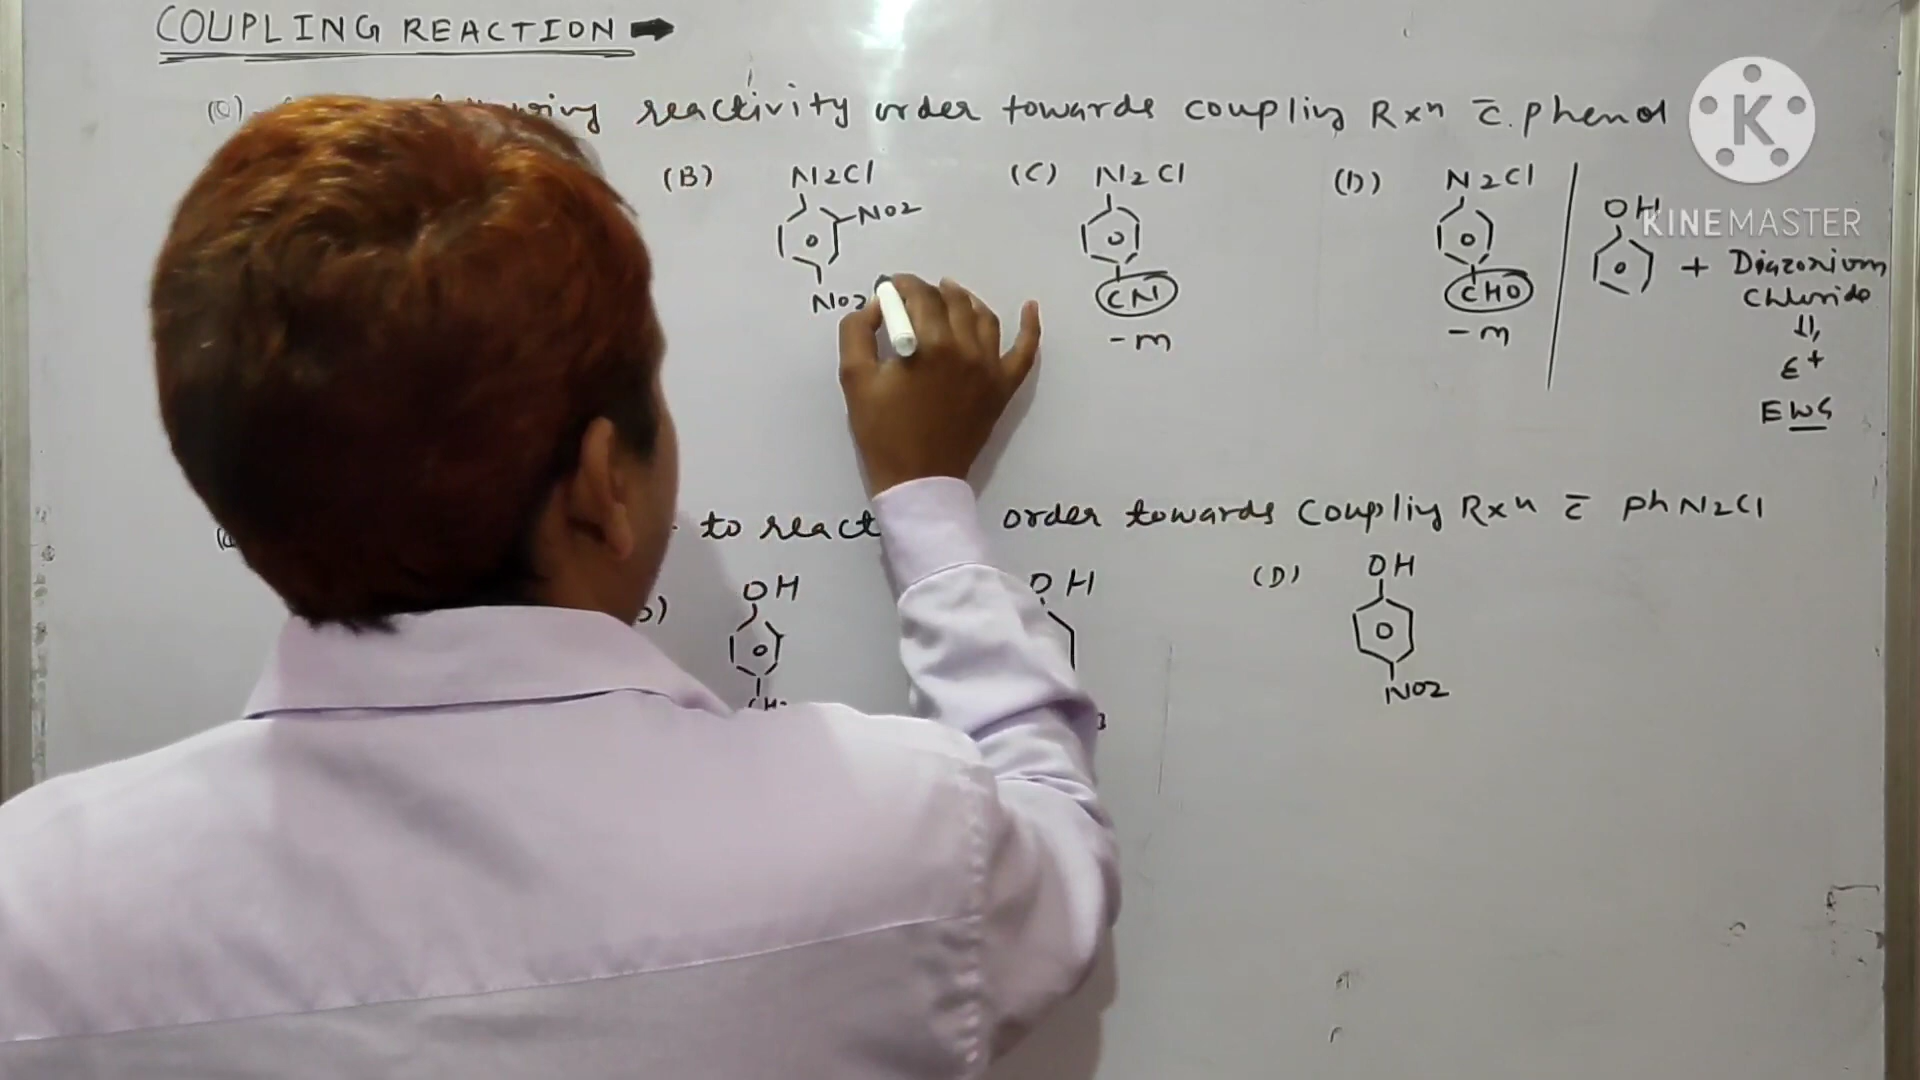 COUPLING REACTION ➡
reactivity order towards coupling Rxn c̄. phenol
(B) N2Cl NO2 NO2
(C) N2Cl CN -m
(D) N2Cl CHO -m
OH + Diazonium
Chloride
⇓
E+
EWG
K
KINEMASTER
to react order towards Coupling Rxn c̄ phN2Cl
OH
OH
(D) OH NO2